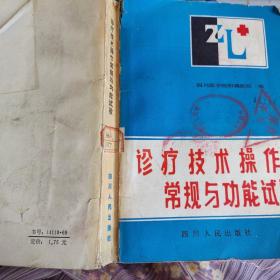 诊疗技术操作常规与功能试验
四川人民出版社
书号：14118·69
定价：1.75 元
四川医学院附属医院 编
诊疗技术操作
常规与功能试
四川人民出版社